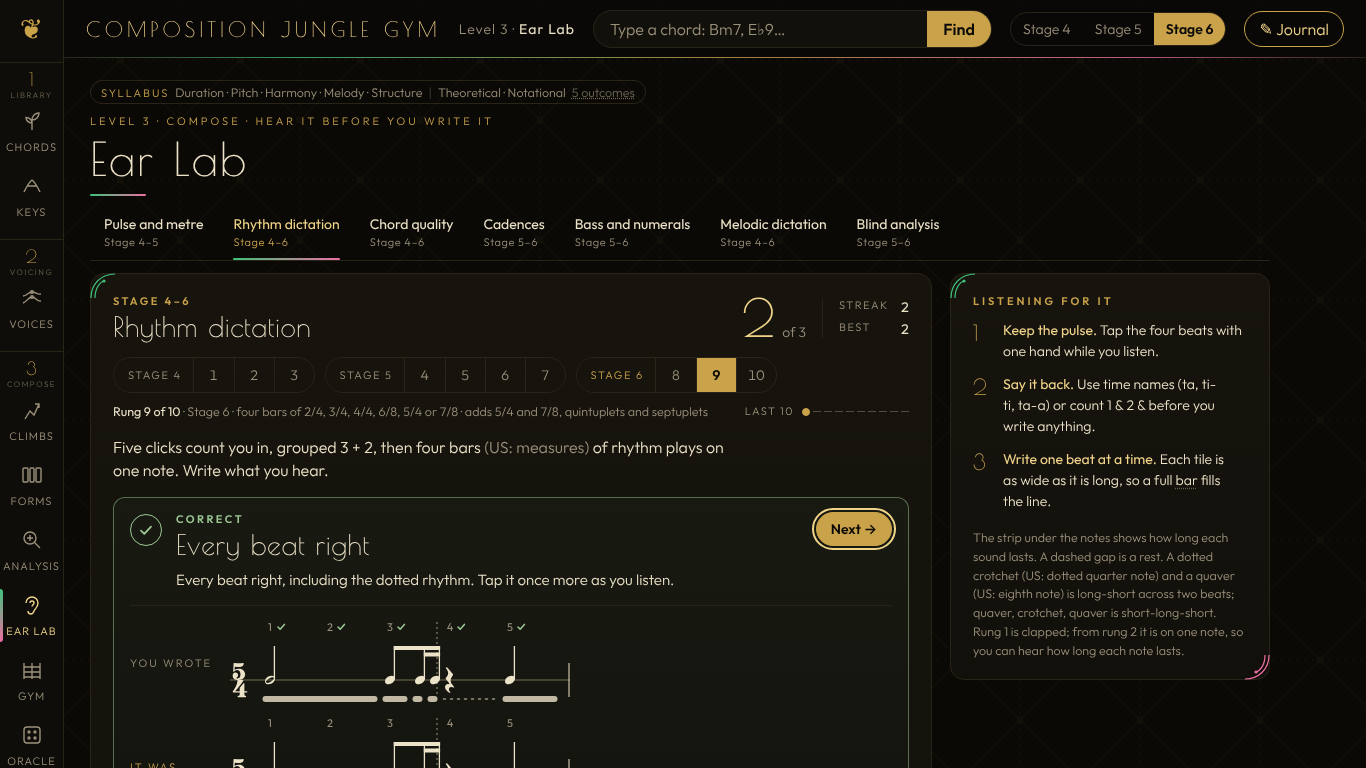 COMPOSITION JUNGLE GYM
Level 3 · Ear Lab
Type a chord: Bm7, E♭9…
Find
Stage 4
Stage 5
Stage 6
✎ Journal
1
LIBRARY
CHORDS
KEYS
2
VOICING
VOICES
3
COMPOSE
CLIMBS
FORMS
ANALYSIS
EAR LAB
GYM
ORACLE
SYLLABUS Duration · Pitch · Harmony · Melody · Structure | Theoretical · Notational 5 outcomes
LEVEL 3 · COMPOSE · HEAR IT BEFORE YOU WRITE IT
Ear Lab
Pulse and metre
Stage 4–5
Rhythm dictation
Stage 4–6
Chord quality
Stage 4–6
Cadences
Stage 5–6
Bass and numerals
Stage 5–6
Melodic dictation
Stage 4–6
Blind analysis
Stage 5–6
STAGE 4–6
Rhythm dictation
2 of 3
STREAK 2
BEST 2
STAGE 4 1 2 3
STAGE 5 4 5 6 7
STAGE 6 8 9 10
Rung 9 of 10 · Stage 6 · four bars of 2/4, 3/4, 4/4, 6/8, 5/4 or 7/8 · adds 5/4 and 7/8, quintuplets and septuplets
LAST 10
Five clicks count you in, grouped 3 + 2, then four bars (US: measures) of rhythm plays on
one note. Write what you hear.
CORRECT
Every beat right
Every beat right, including the dotted rhythm. Tap it once more as you listen.
Next →
1 ✓ 2 ✓ 3 ✓ 4 ✓ 5 ✓
YOU WROTE
5
4
1 2 3 4 5
IT WAS
5
LISTENING FOR IT
1 Keep the pulse. Tap the four beats with
one hand while you listen.
2 Say it back. Use time names (ta, ti-
ti, ta-a) or count 1 & 2 & before you
write anything.
3 Write one beat at a time. Each tile is
as wide as it is long, so a full bar fills
the line.
The strip under the notes shows how long each
sound lasts. A dashed gap is a rest. A dotted
crotchet (US: dotted quarter note) and a quaver
(US: eighth note) is long-short across two beats;
quaver, crotchet, quaver is short-long-short.
Rung 1 is clapped; from rung 2 it is on one note, so
you can hear how long each note lasts.